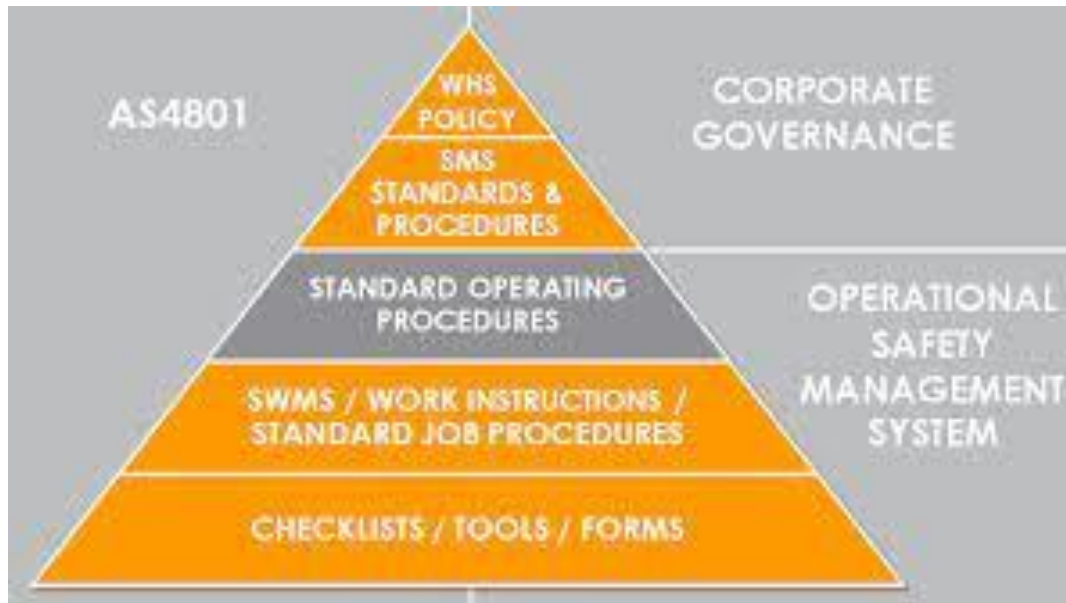 AS4801
WHS
POLICY
SMS
STANDARDS &
PROCEDURES
STANDARD OPERATING
PROCEDURES
SWMS / WORK INSTRUCTIONS /
STANDARD JOB PROCEDURES
CHECKLISTS / TOOLS / FORMS
CORPORATE
GOVERNANCE
OPERATIONAL
SAFETY
MANAGEMENT
SYSTEM